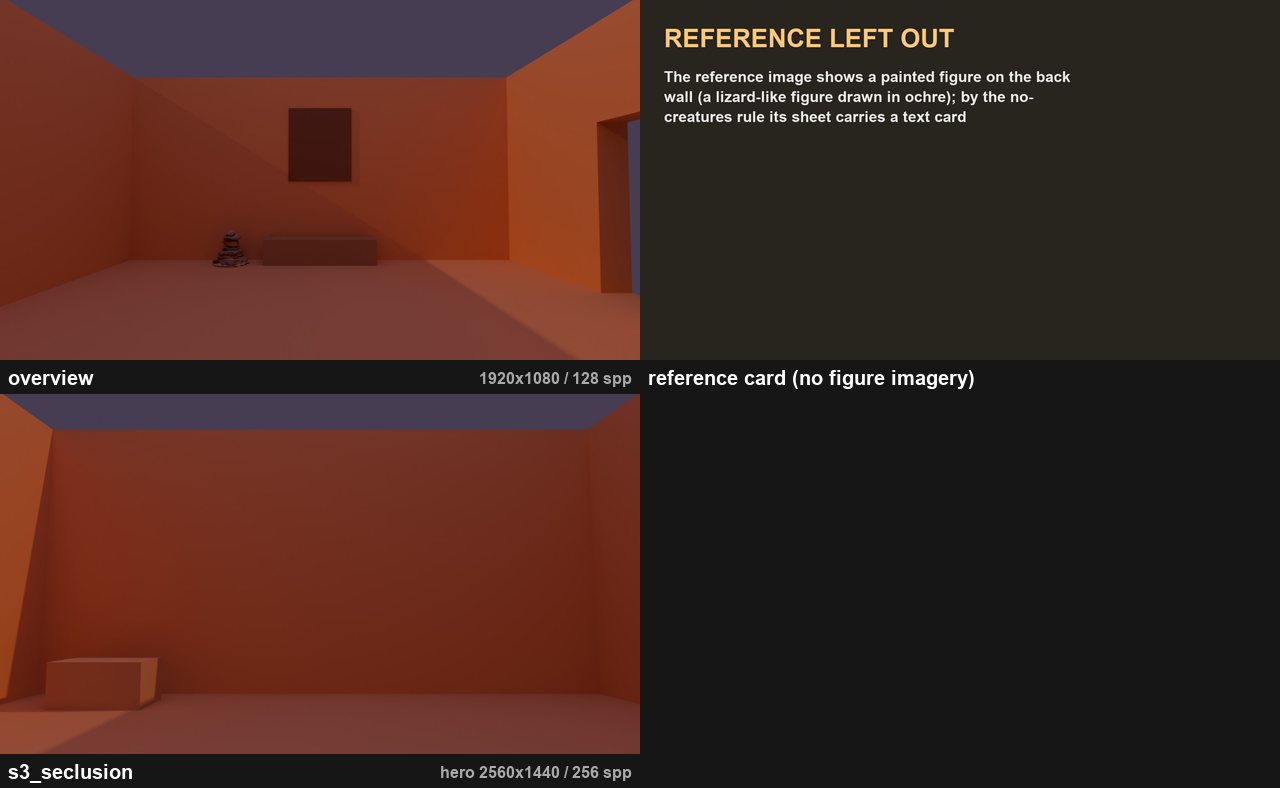 REFERENCE LEFT OUT
The reference image shows a painted figure on the back
wall (a lizard-like figure drawn in ochre); by the no-
creatures rule its sheet carries a text card
overview
1920x1080 / 128 spp
reference card (no figure imagery)
s3_seclusion
hero 2560x1440 / 256 spp